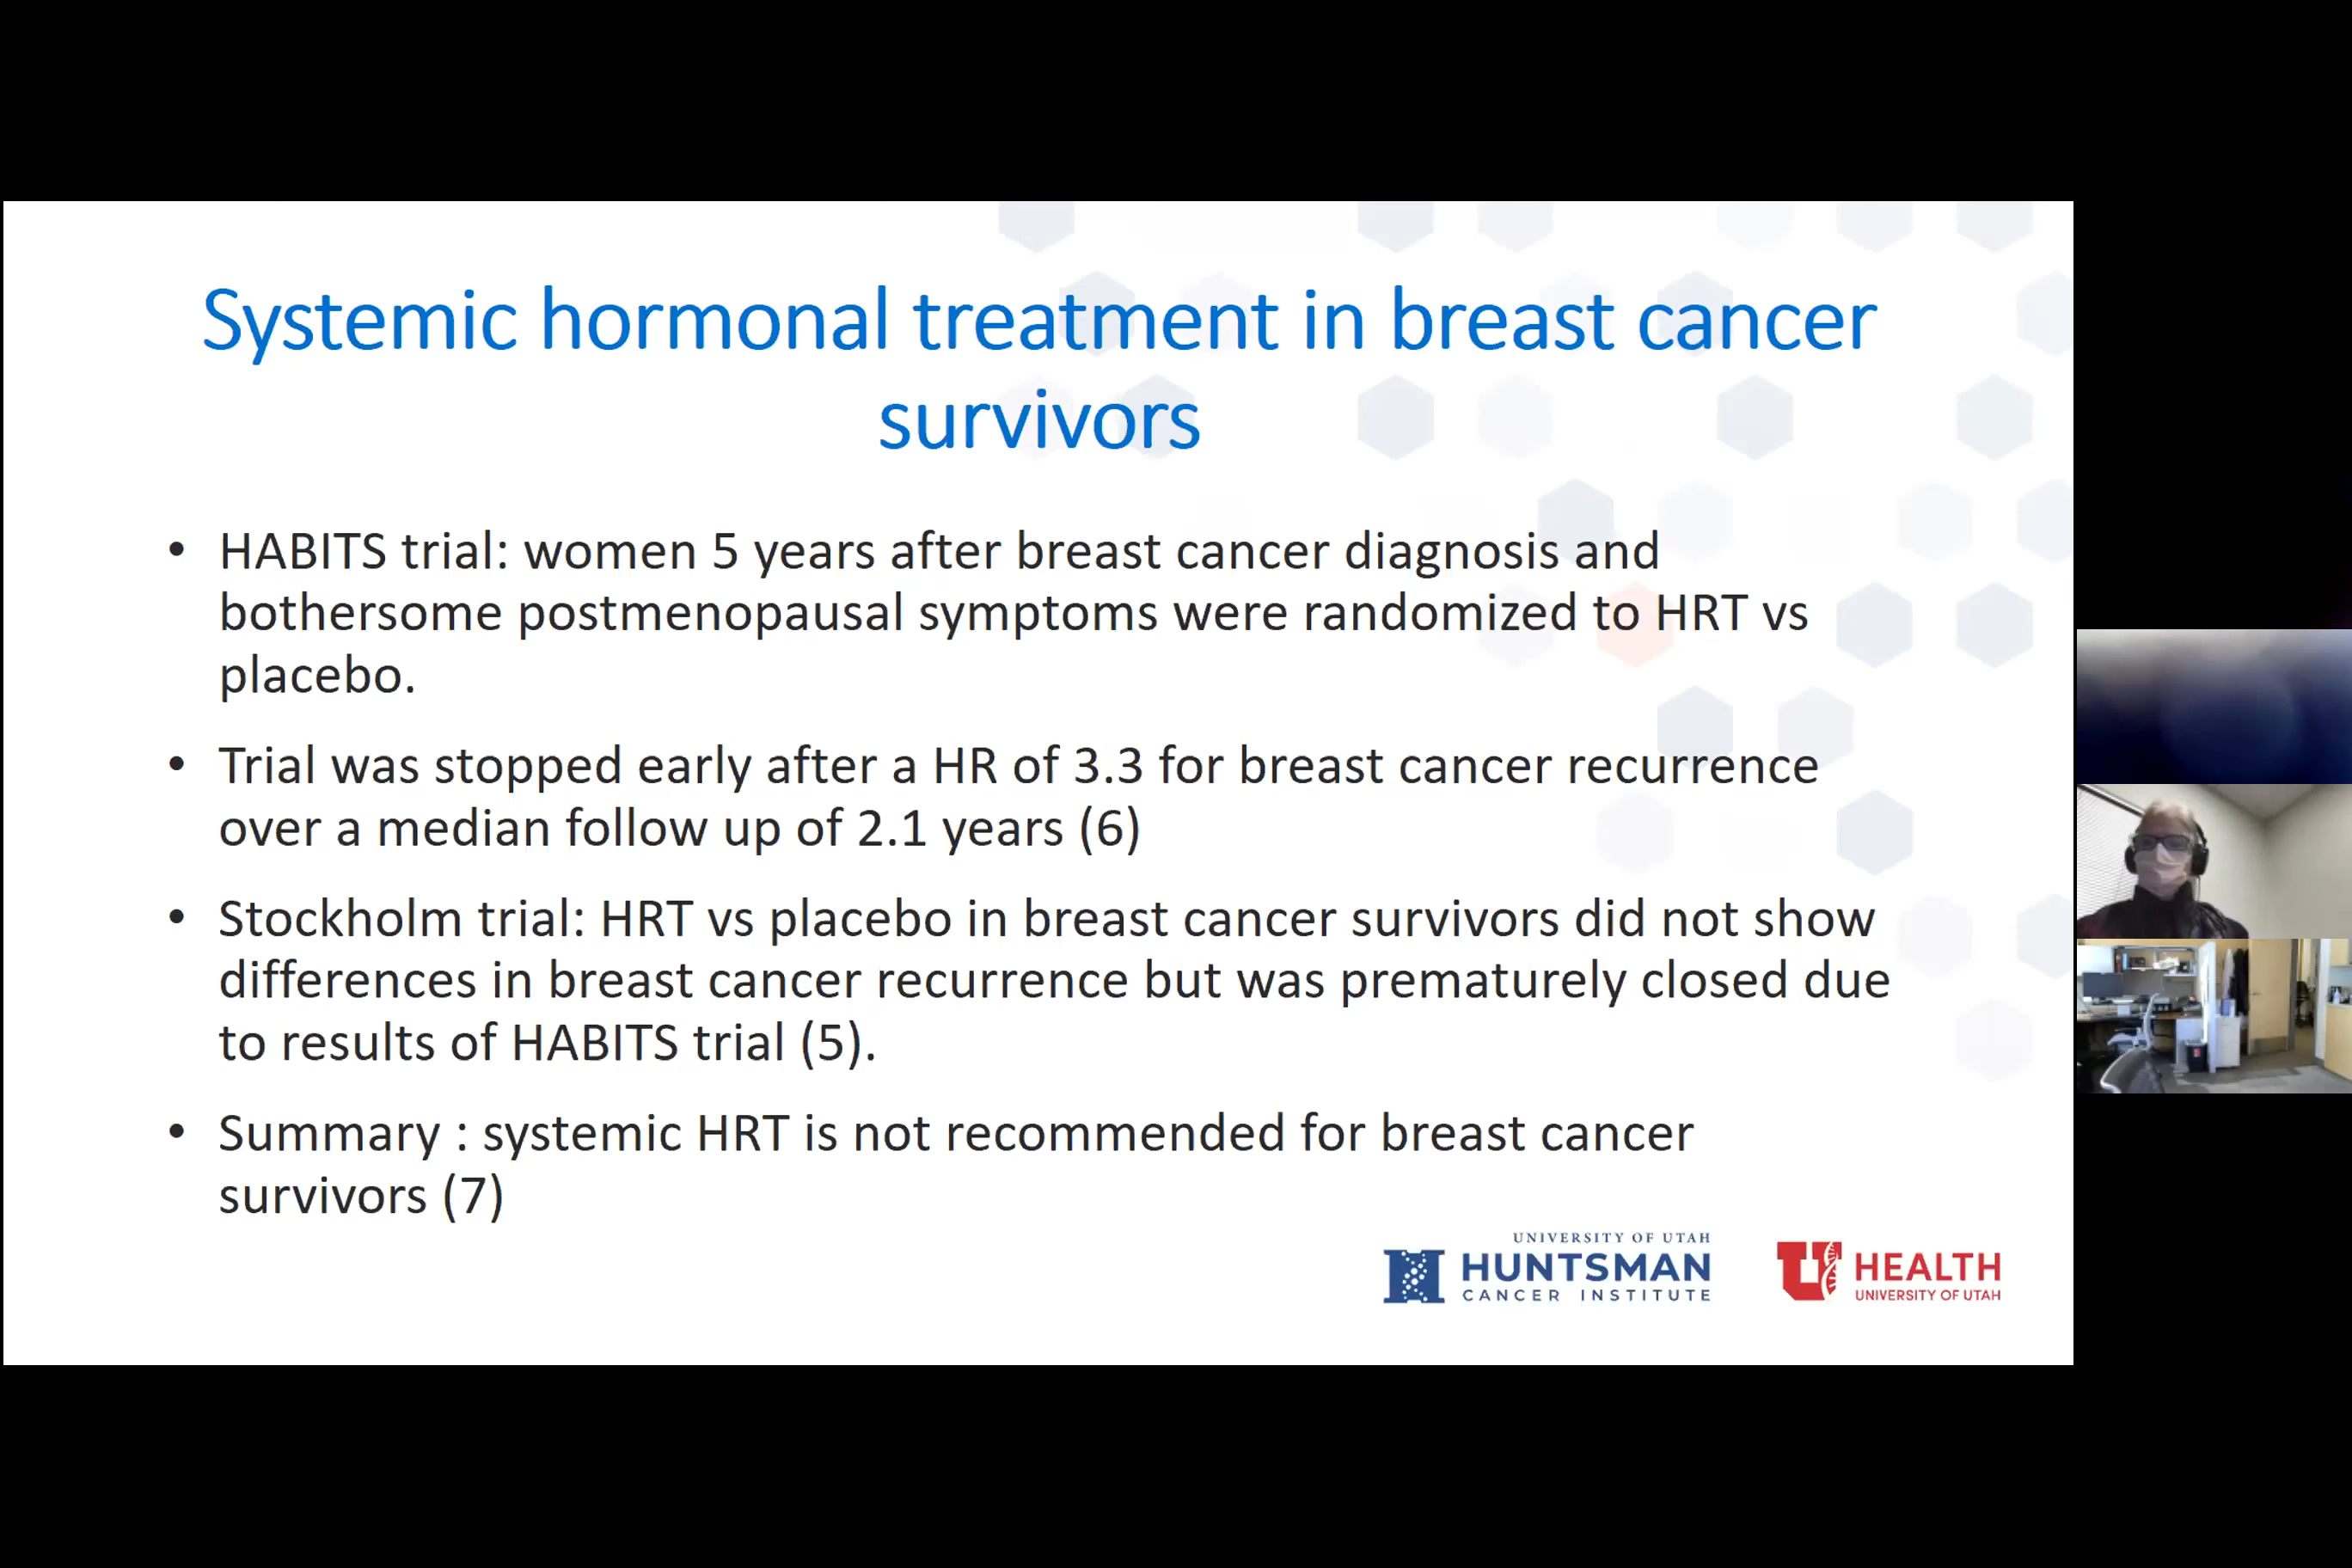 Systemic hormonal treatment in breast cancer
survivors
• HABITS trial: women 5 years after breast cancer diagnosis and
bothersome postmenopausal symptoms were randomized to HRT vs
placebo.
• Trial was stopped early after a HR of 3.3 for breast cancer recurrence
over a median follow up of 2.1 years (6)
• Stockholm trial: HRT vs placebo in breast cancer survivors did not show
differences in breast cancer recurrence but was prematurely closed due
to results of HABITS trial (5).
• Summary : systemic HRT is not recommended for breast cancer
survivors (7)
UNIVERSITY OF UTAH
HUNTSMAN
CANCER INSTITUTE
U HEALTH
UNIVERSITY OF UTAH